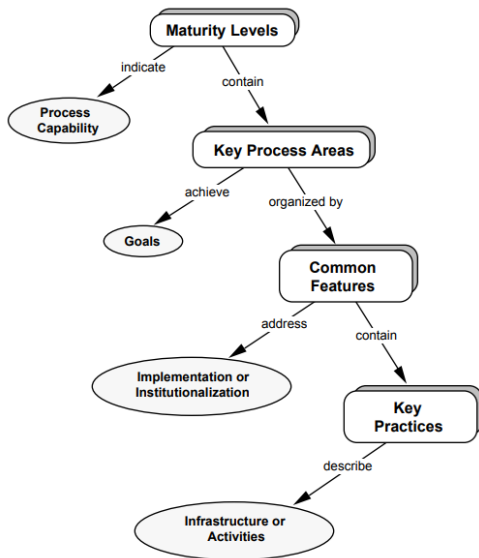 Maturity Levels
indicate
contain
Process
Capability
Key Process Areas
achieve
organized by
Goals
Common
Features
address
contain
Implementation or
Institutionalization
Key
Practices
describe
Infrastructure or
Activities